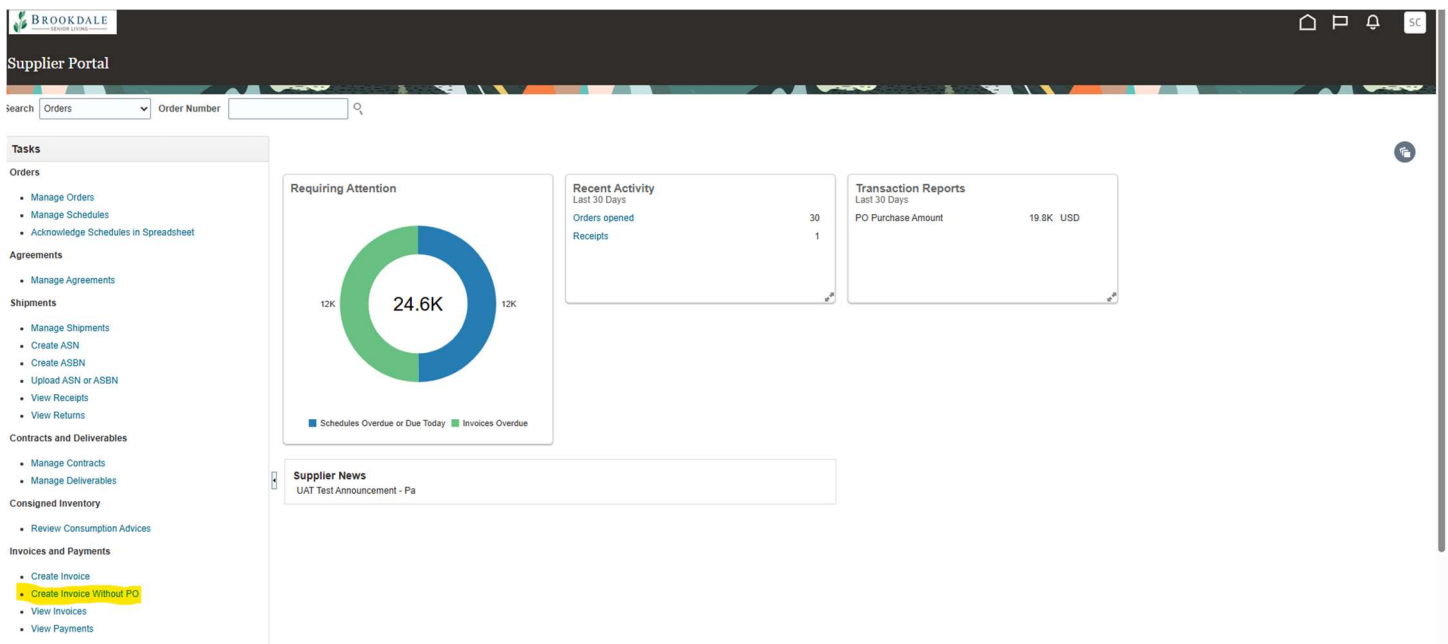 BROOKDALE
SENIOR LIVING
SC
Supplier Portal
Search Orders Order Number
Tasks
Orders
Manage Orders
Manage Schedules
Acknowledge Schedules in Spreadsheet
Agreements
Manage Agreements
Shipments
Manage Shipments
Create ASN
Create ASBN
Upload ASN or ASBN
View Receipts
View Returns
Contracts and Deliverables
Manage Contracts
Manage Deliverables
Consigned Inventory
Review Consumption Advices
Invoices and Payments
Create Invoice
Create Invoice Without PO
View Invoices
View Payments
Requiring Attention
12K 24.6K 12K
Schedules Overdue or Due Today Invoices Overdue
Recent Activity
Last 30 Days
Orders opened 30
Receipts 1
Transaction Reports
Last 30 Days
PO Purchase Amount 19.8K USD
Supplier News
UAT Test Announcement - Pa